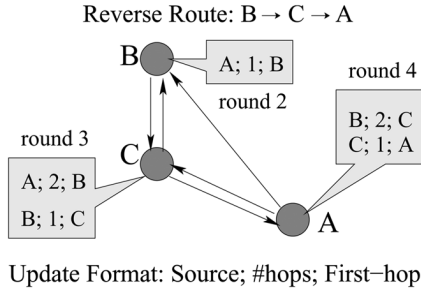 Reverse Route: B → C → A
B
A; 1; B
round 2
round 4
B; 2; C
C; 1; A
round 3
C
A; 2; B
B; 1; C
A
Update Format: Source; #hops; First−hop